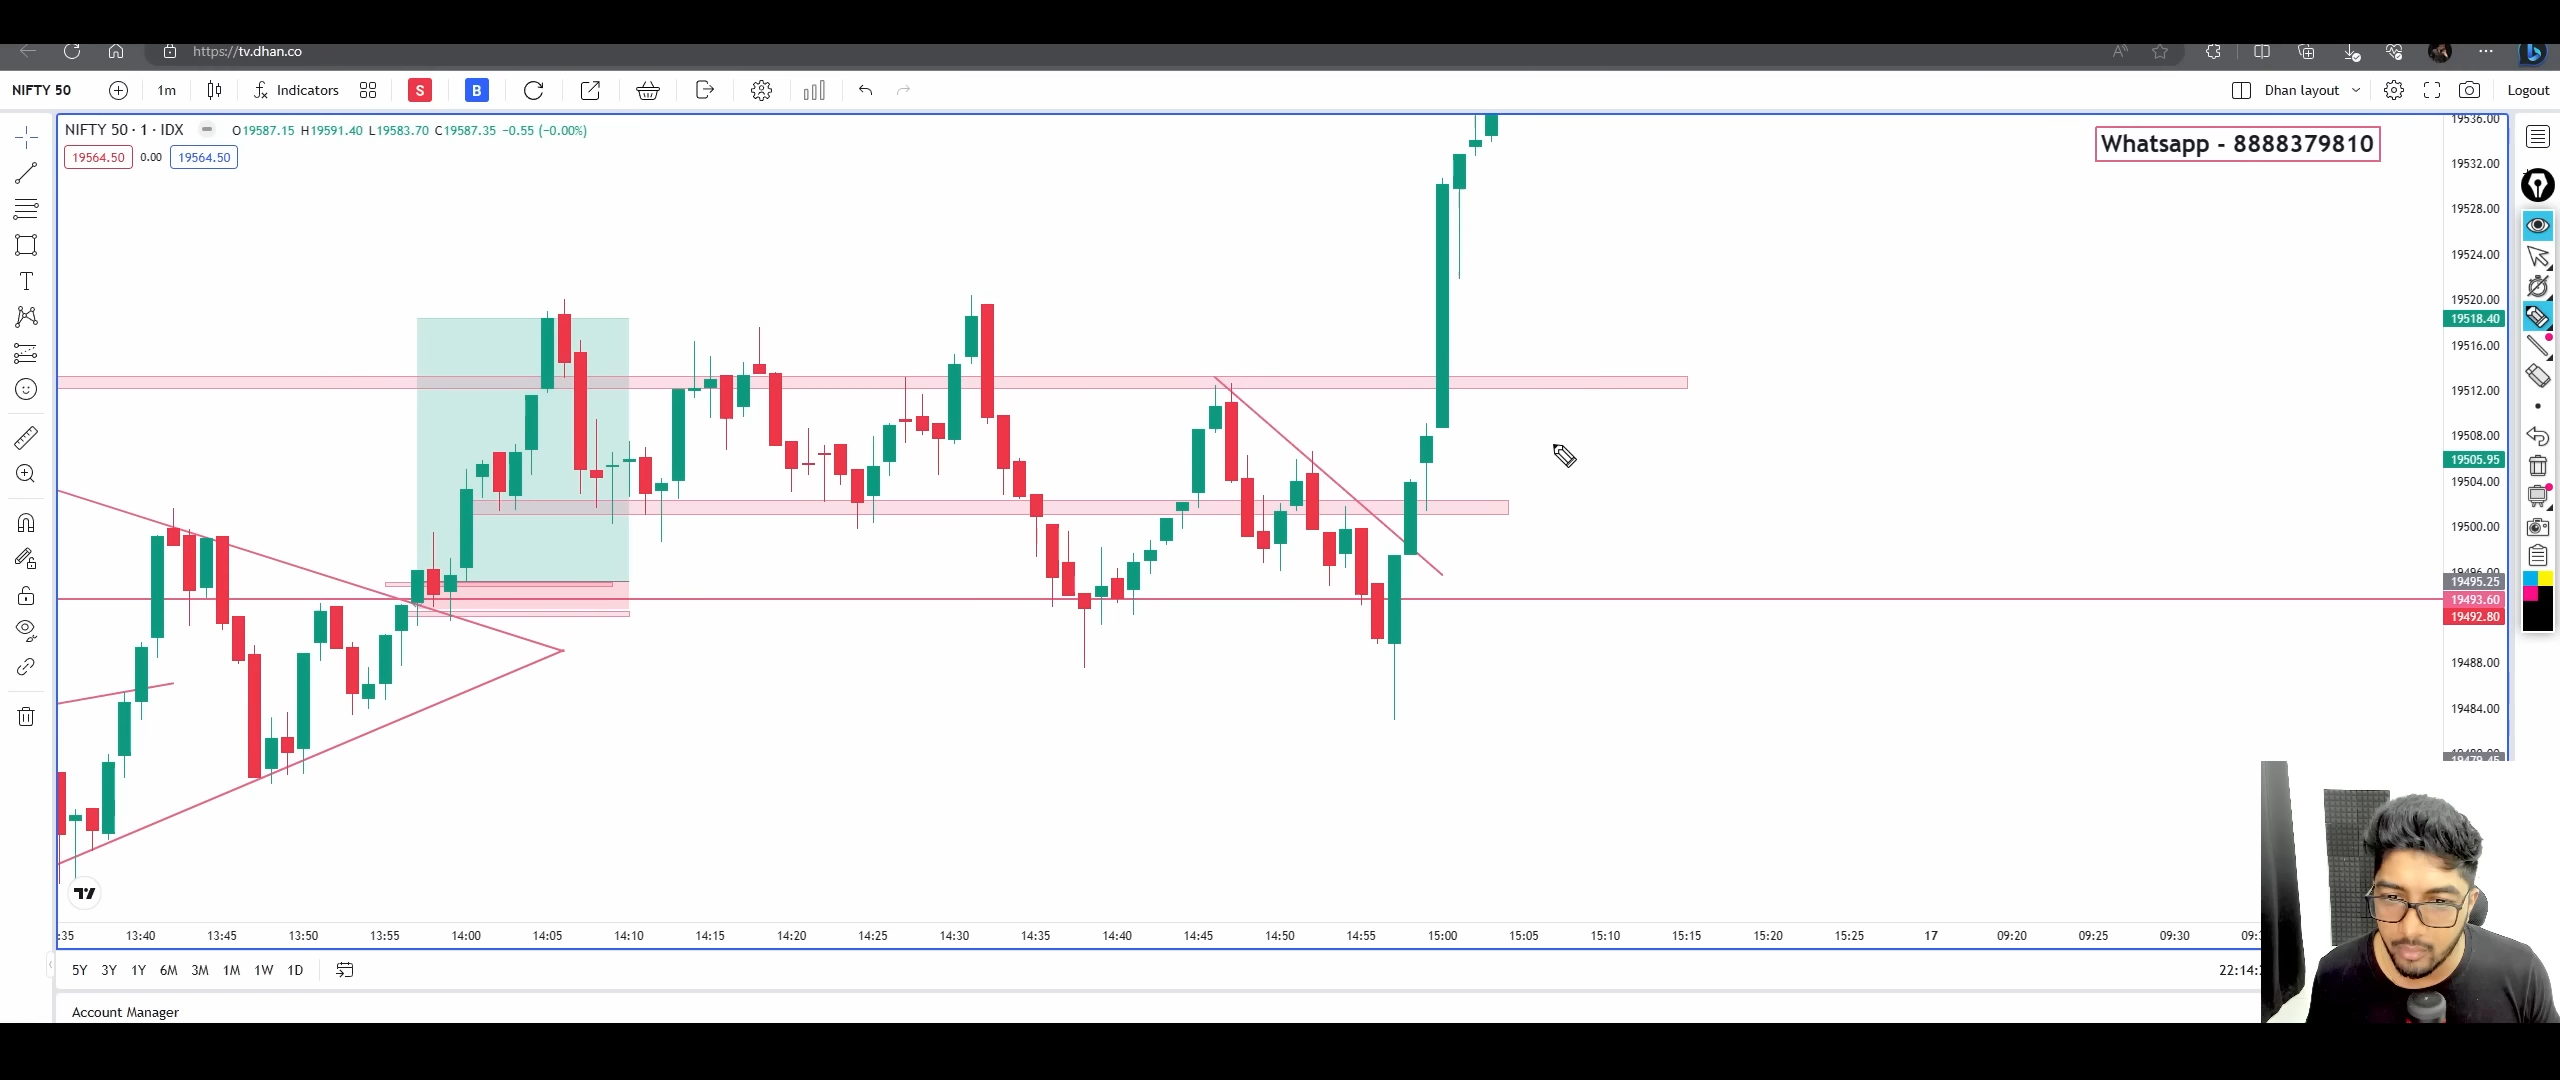 https://tv.dhan.co
NIFTY 50
1m
Indicators
S
B
Dhan layout
Logout
NIFTY 50 · 1 · IDX
O19587.15 H19591.40 L19583.70 C19587.35 −0.55 (−0.00%)
19564.50 0.00 19564.50
Whatsapp - 8888379810
19536.00
19532.00
19528.00
19524.00
19520.00
19518.40
19516.00
19512.00
19508.00
19505.95
19504.00
19500.00
19495.25
19493.60
19492.80
19488.00
19484.00
:35 13:40 13:45 13:50 13:55 14:00 14:05 14:10 14:15 14:20 14:25 14:30 14:35 14:40 14:45 14:50 14:55 15:00 15:05 15:10 15:15 15:20 15:25 17 09:20 09:25 09:30
5Y 3Y 1Y 6M 3M 1M 1W 1D
22:14:
Account Manager